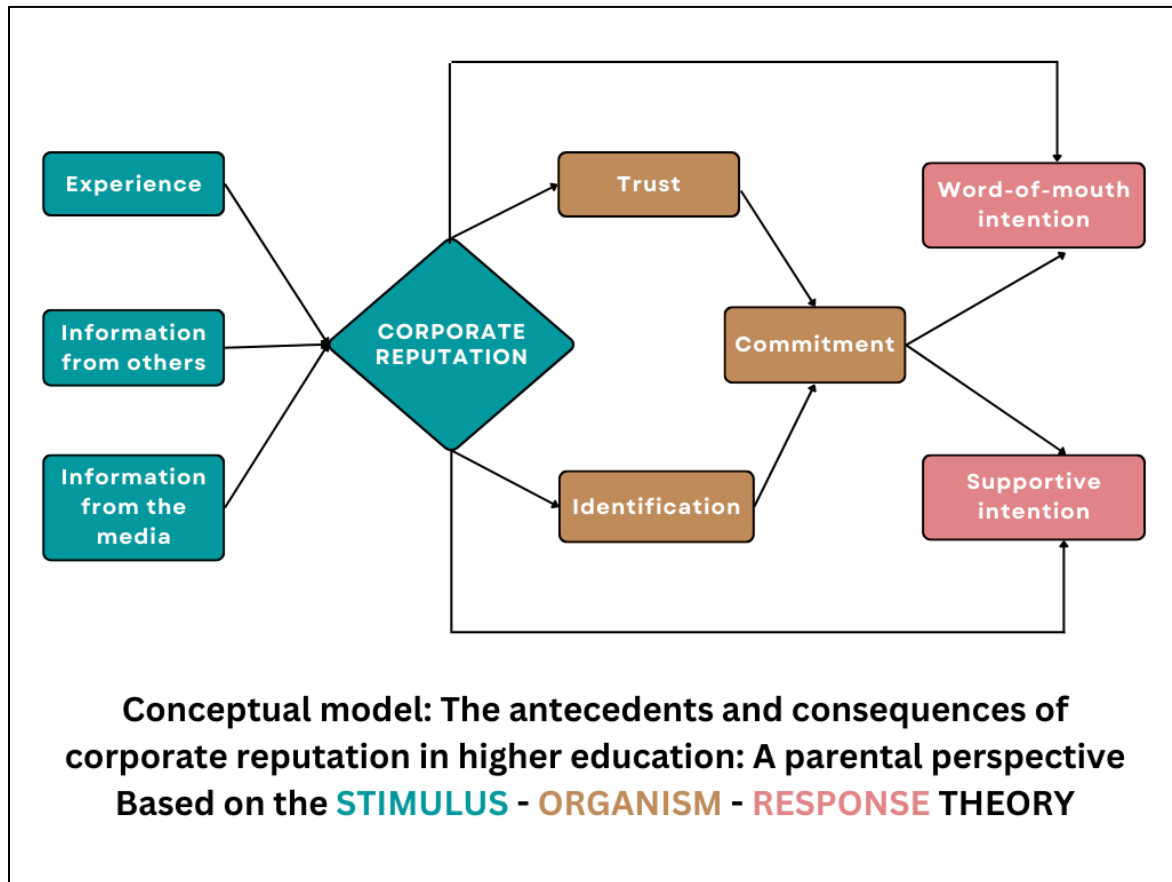 Experience
Information
from others
Information
from the
media
CORPORATE
REPUTATION
Trust
Identification
Commitment
Word-of-mouth
intention
Supportive
intention
Conceptual model: The antecedents and consequences of
corporate reputation in higher education: A parental perspective
Based on the STIMULUS - ORGANISM - RESPONSE THEORY